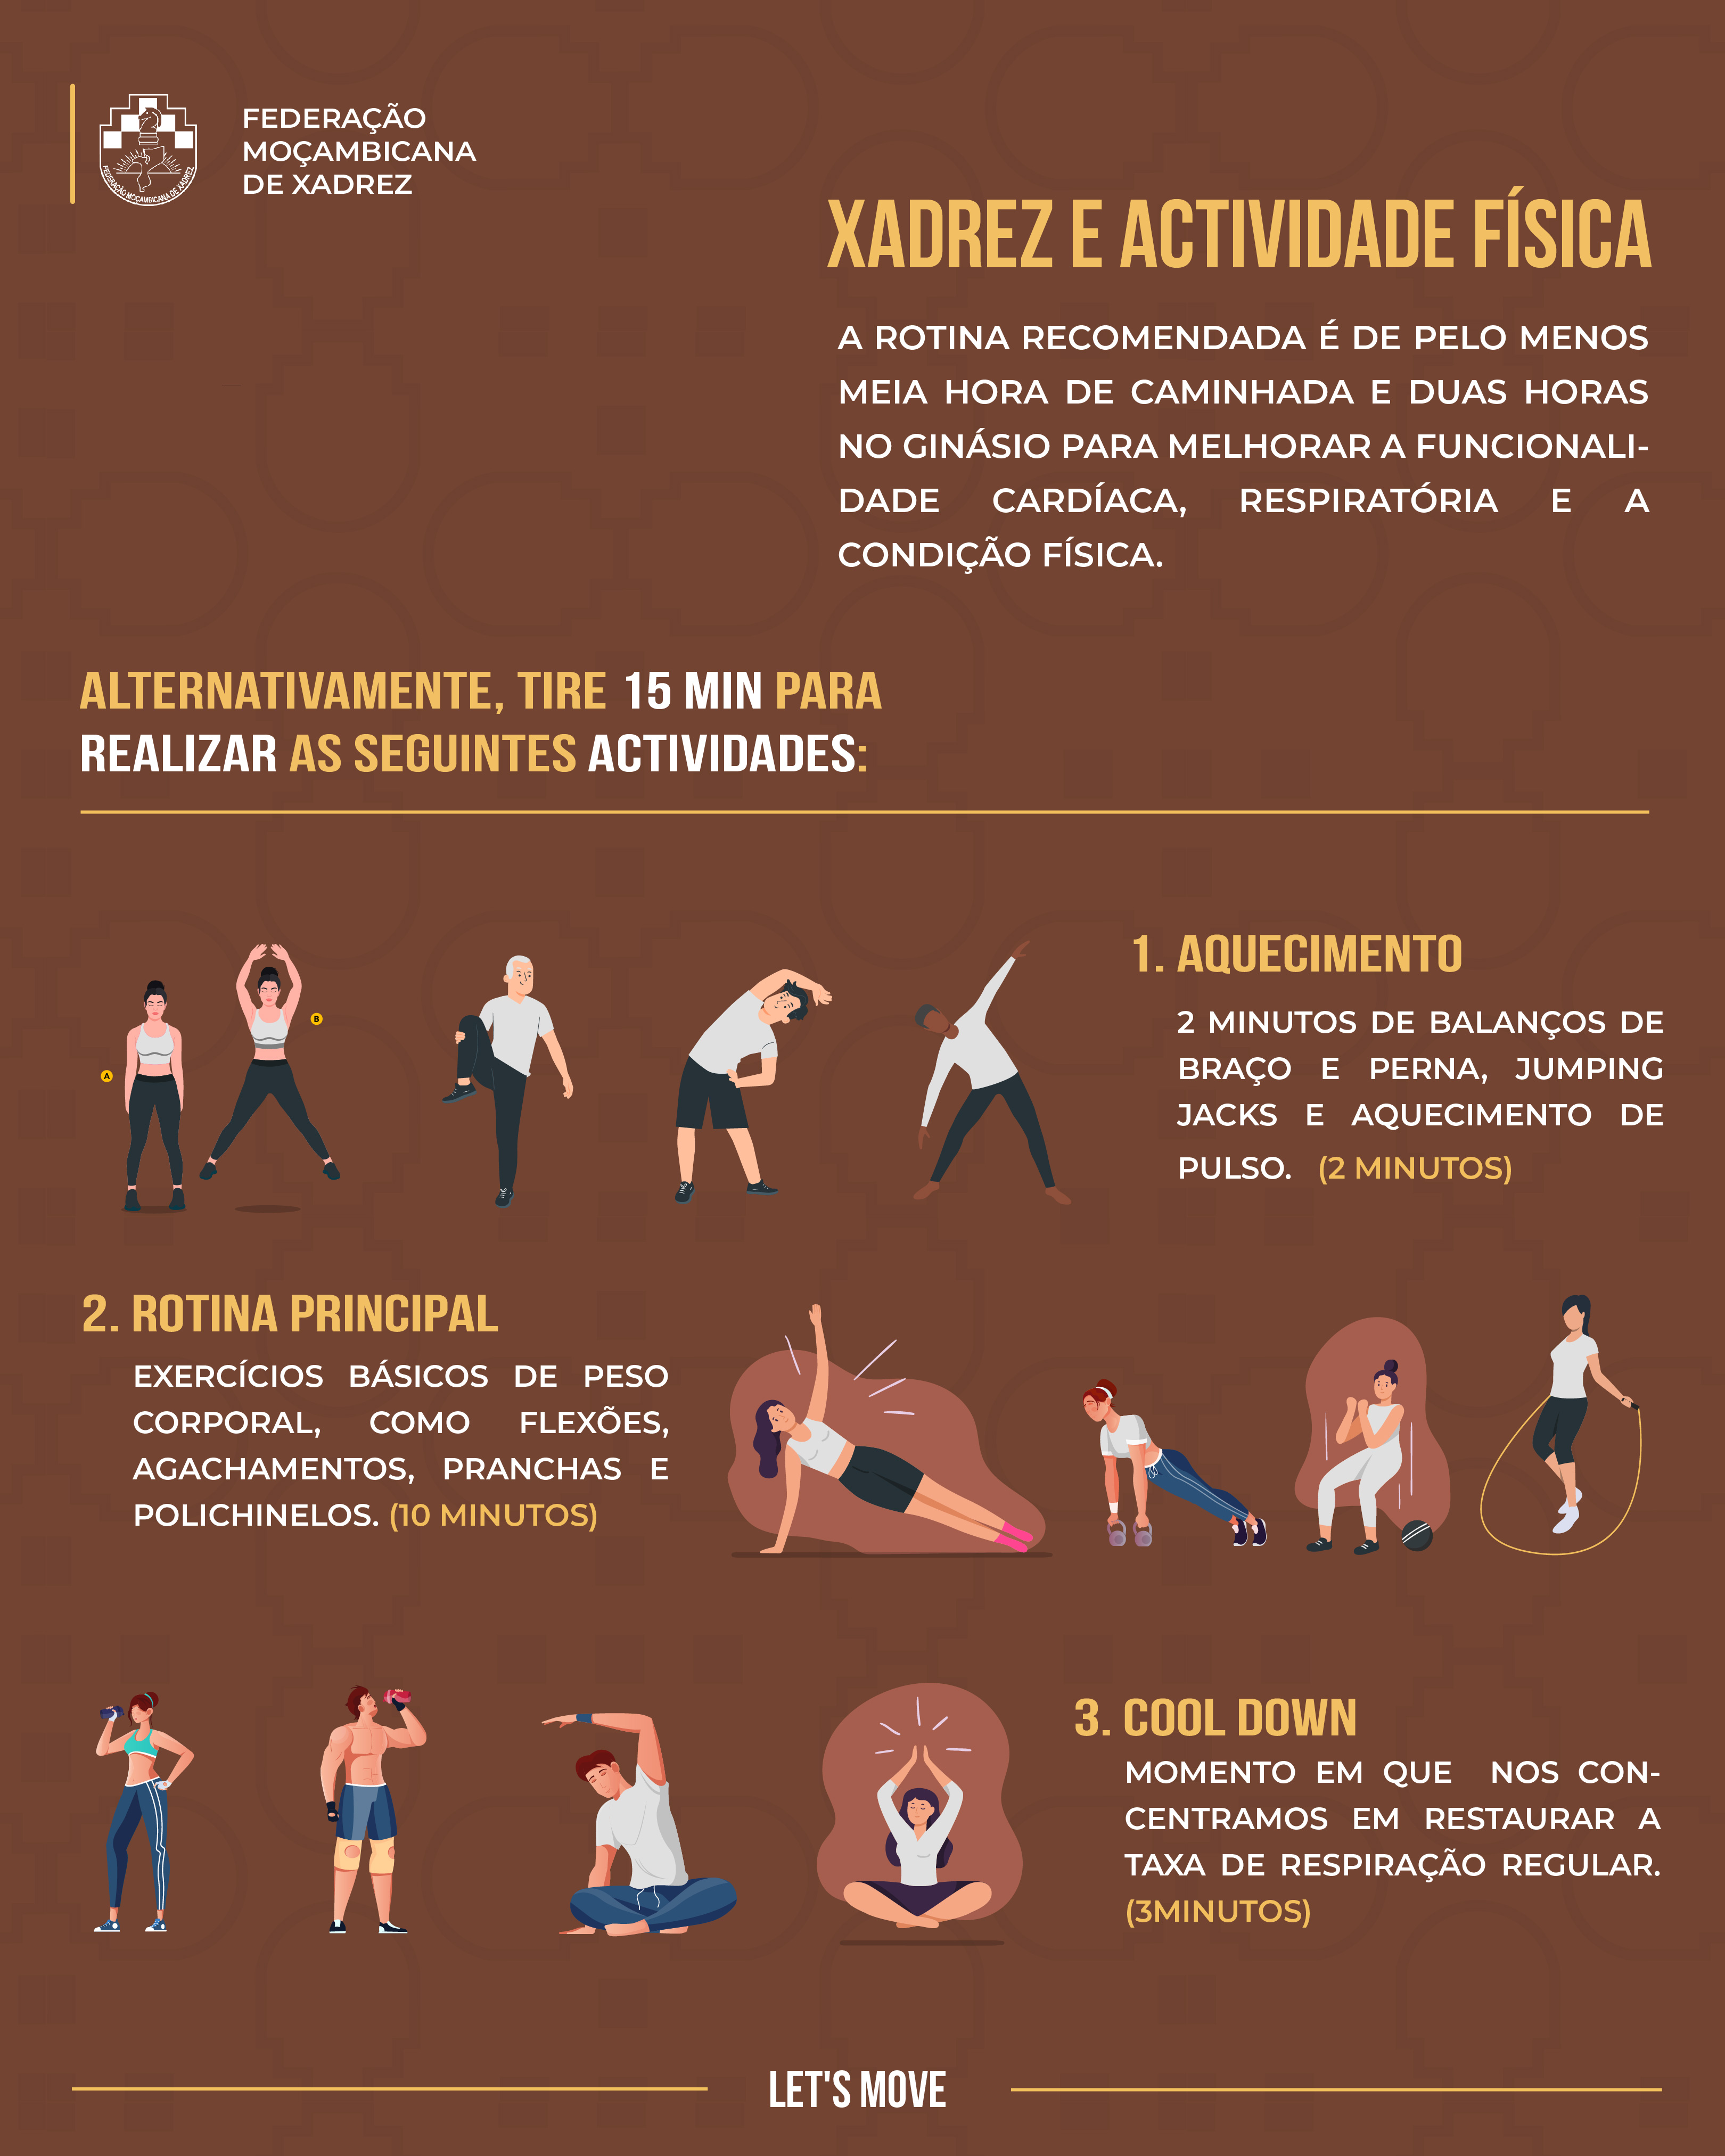 FEDERAÇÃO
MOÇAMBICANA
DE XADREZ
FEDERAÇÃO MOÇAMBICANA DE XADREZ
XADREZ E ACTIVIDADE FÍSICA
A ROTINA RECOMENDADA É DE PELO MENOS
MEIA HORA DE CAMINHADA E DUAS HORAS
NO GINÁSIO PARA MELHORAR A FUNCIONALI-
DADE CARDÍACA, RESPIRATÓRIA E A
CONDIÇÃO FÍSICA.
ALTERNATIVAMENTE, TIRE 15 MIN PARA
REALIZAR AS SEGUINTES ACTIVIDADES:
A
B
1. AQUECIMENTO
2 MINUTOS DE BALANÇOS DE
BRAÇO E PERNA, JUMPING
JACKS E AQUECIMENTO DE
PULSO. (2 MINUTOS)
2. ROTINA PRINCIPAL
EXERCÍCIOS BÁSICOS DE PESO
CORPORAL, COMO FLEXÕES,
AGACHAMENTOS, PRANCHAS E
POLICHINELOS. (10 MINUTOS)
3. COOL DOWN
MOMENTO EM QUE NOS CON-
CENTRAMOS EM RESTAURAR A
TAXA DE RESPIRAÇÃO REGULAR.
(3MINUTOS)
LET'S MOVE